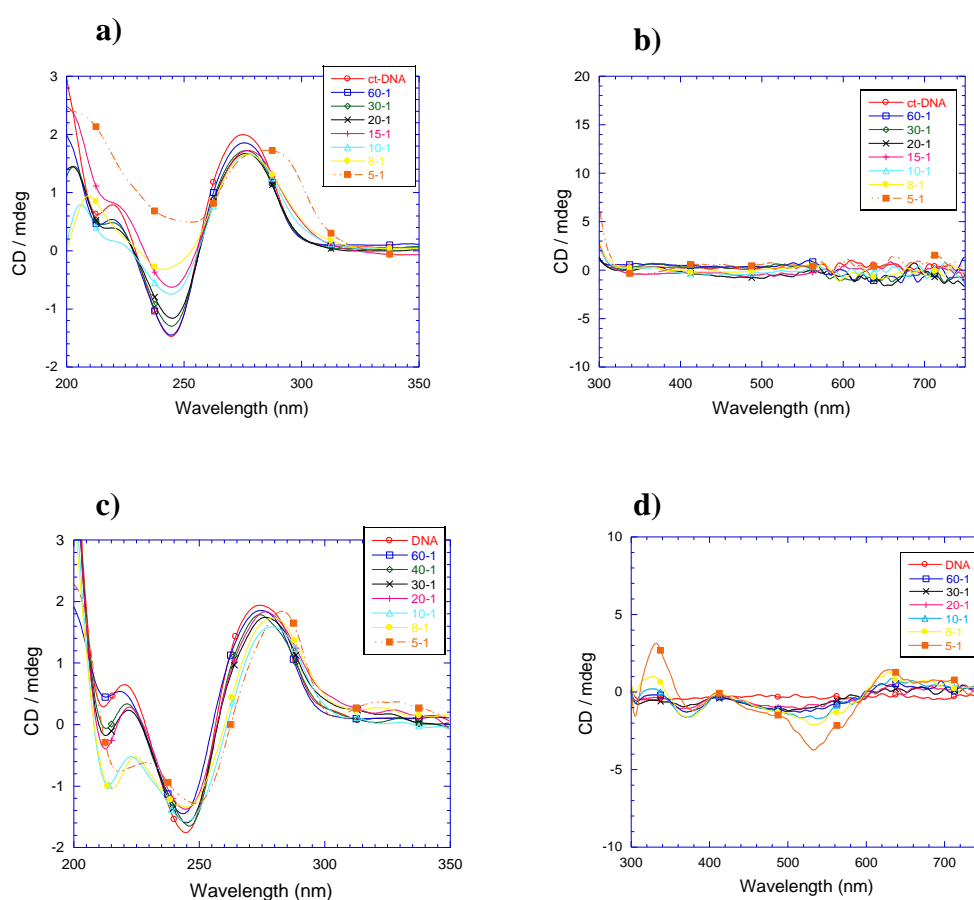 a)
CD / mdeg
3
2
1
0
-1
-2
200 250 300 350
Wavelength (nm)
ct-DNA
60-1
30-1
20-1
15-1
10-1
8-1
5-1
b)
CD / mdeg
20
15
10
5
0
-5
-10
300 400 500 600 700
Wavelength (nm)
ct-DNA
60-1
30-1
20-1
15-1
10-1
8-1
5-1
c)
CD / mdeg
3
2
1
0
-1
-2
200 250 300 350
Wavelength (nm)
DNA
60-1
40-1
30-1
20-1
10-1
8-1
5-1
d)
CD / mdeg
10
5
0
-5
-10
300 400 500 600 700
Wavelength (nm)
DNA
60-1
30-1
20-1
10-1
8-1
5-1